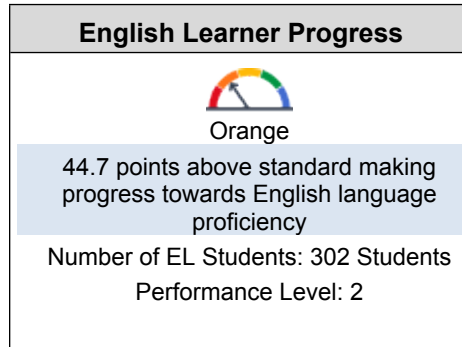 English Learner Progress
Orange
44.7 points above standard making
progress towards English language
proficiency
Number of EL Students: 302 Students
Performance Level: 2